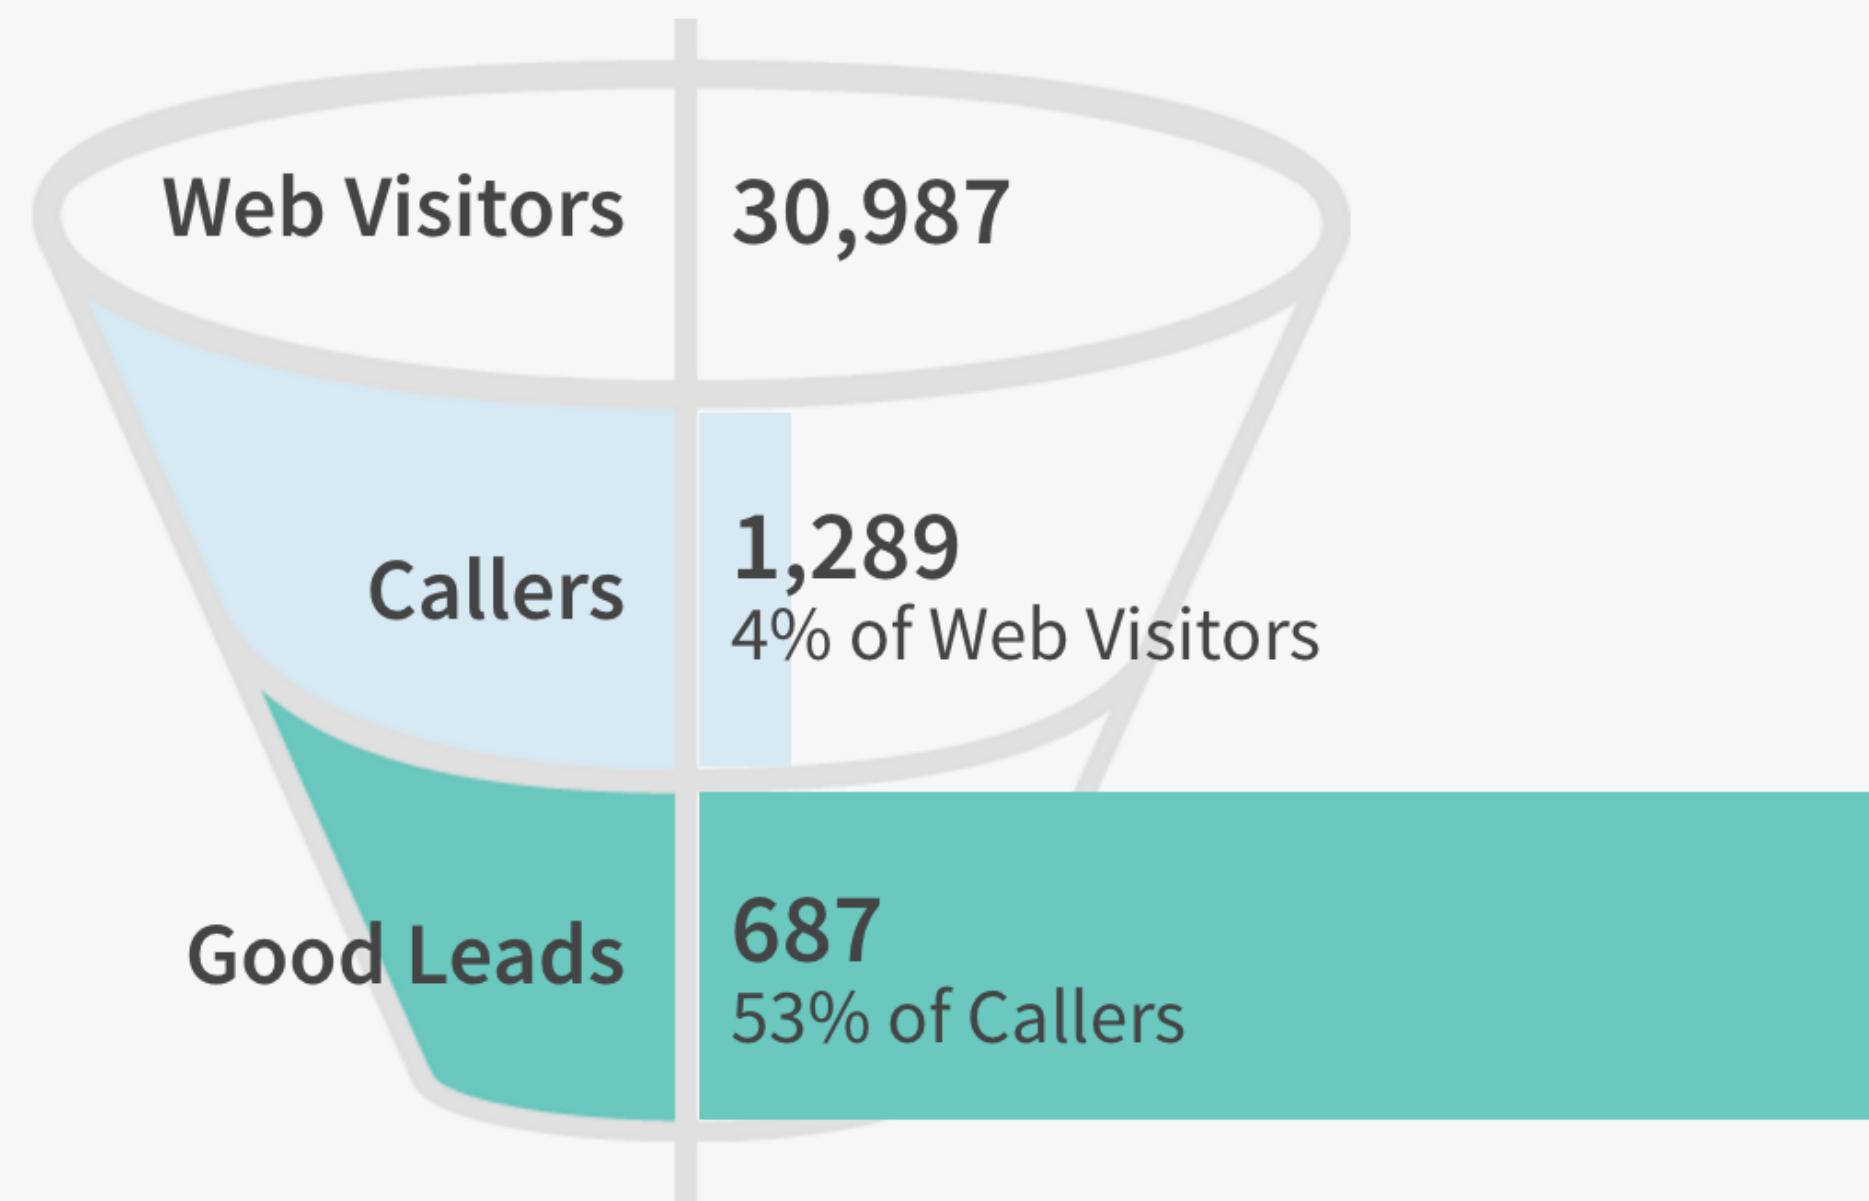 Web Visitors
30,987
Callers
1,289
4% of Web Visitors
Good Leads
687
53% of Callers